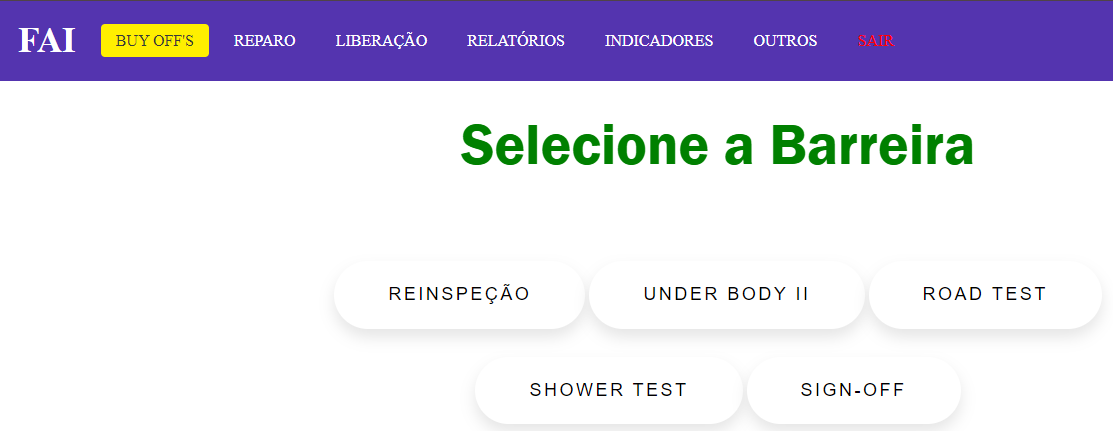 FAI BUY OFF'S REPARO LIBERAÇÃO RELATÓRIOS INDICADORES OUTROS SAIR
Selecione a Barreira
REINSPEÇÃO UNDER BODY II ROAD TEST
SHOWER TEST SIGN-OFF